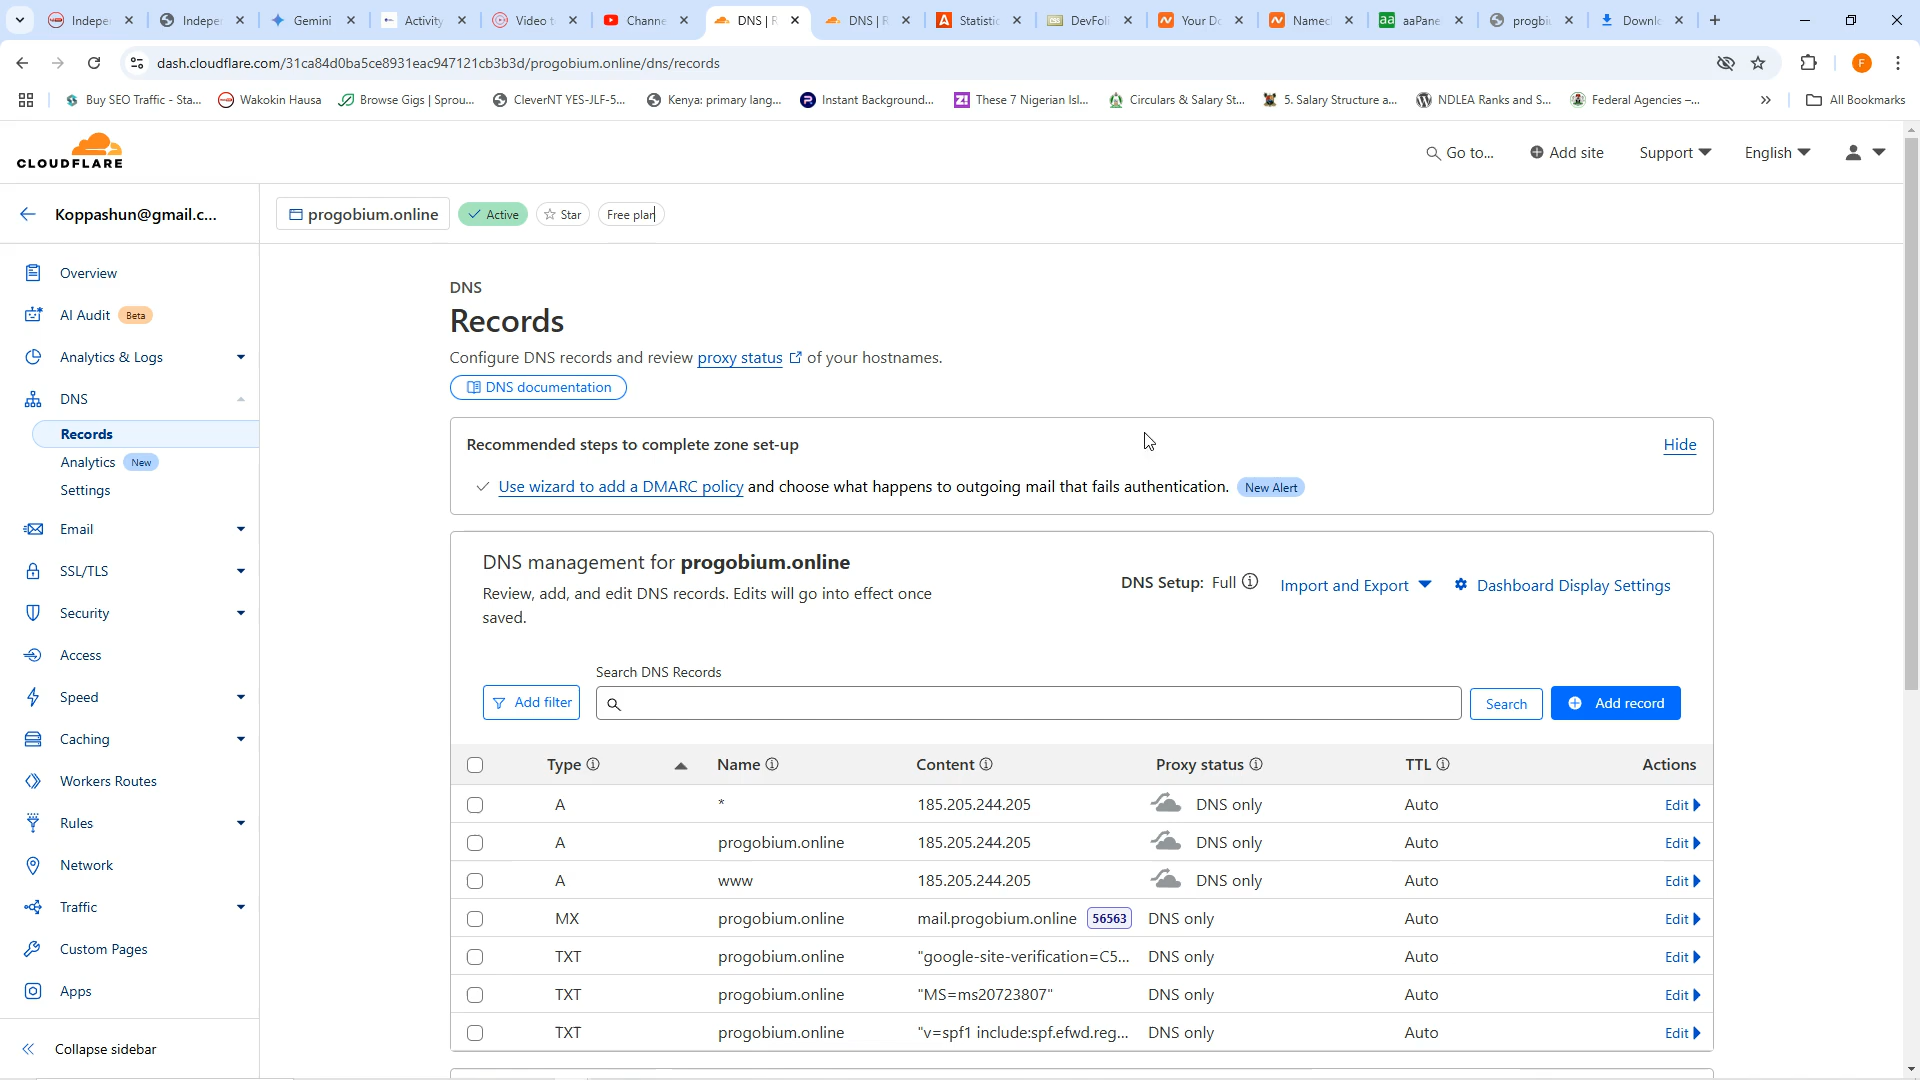 Indepe
Indepe
Gemini
Activity
Video t
Channe
DNS | R
DNS | R
Statistic
DevFoli
Your Do
Namec
aaPane
progbi
Downlo
dash.cloudflare.com/31ca84d0ba5ce8931eac947121cb3b3d/progobium.online/dns/records
F
Buy SEO Traffic - Sta...
Wakokin Hausa
Browse Gigs | Sprou...
CleverNT YES-JLF-5...
Kenya: primary lang...
Instant Background...
These 7 Nigerian Isl...
Circulars & Salary St...
5. Salary Structure a...
NDLEA Ranks and S...
Federal Agencies –...
All Bookmarks
CLOUDFLARE
Go to...
Add site
Support
English
Koppashun@gmail.c...
progobium.online
Active
Star
Free plan
Overview
AI Audit Beta
Analytics & Logs
DNS
Records
Analytics New
Settings
Email
SSL/TLS
Security
Access
Speed
Caching
Workers Routes
Rules
Network
Traffic
Custom Pages
Apps
Collapse sidebar
DNS
Records
Configure DNS records and review proxy status of your hostnames.
DNS documentation
Recommended steps to complete zone set-up
Hide
Use wizard to add a DMARC policy and choose what happens to outgoing mail that fails authentication. New Alert
DNS management for progobium.online
Review, add, and edit DNS records. Edits will go into effect once
saved.
DNS Setup: Full
Import and Export
Dashboard Display Settings
Search DNS Records
Add filter
Search
Add record
Type Name Content Proxy status TTL Actions
A * 185.205.244.205 DNS only Auto Edit
A progobium.online 185.205.244.205 DNS only Auto Edit
A www 185.205.244.205 DNS only Auto Edit
MX progobium.online mail.progobium.online 56563 DNS only Auto Edit
TXT progobium.online "google-site-verification=C5... DNS only Auto Edit
TXT progobium.online "MS=ms20723807" DNS only Auto Edit
TXT progobium.online "v=spf1 include:spf.efwd.reg... DNS only Auto Edit